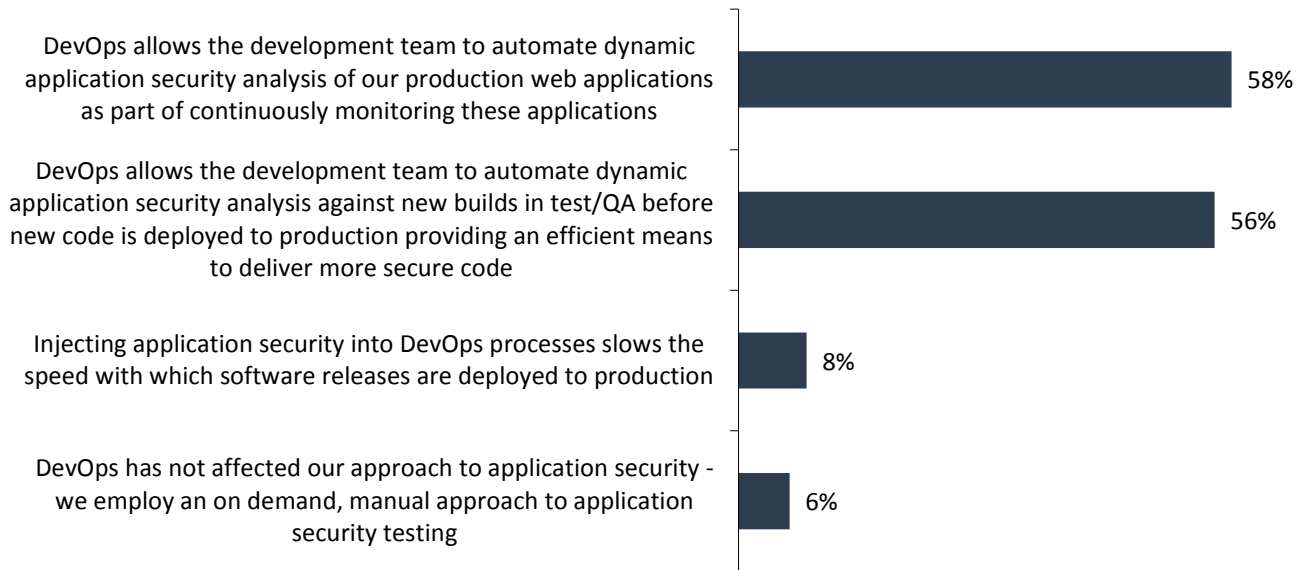 DevOps allows the development team to automate dynamic
application security analysis of our production web applications
as part of continuously monitoring these applications
58%
DevOps allows the development team to automate dynamic
application security analysis against new builds in test/QA before
new code is deployed to production providing an efficient means
to deliver more secure code
56%
Injecting application security into DevOps processes slows the
speed with which software releases are deployed to production
8%
DevOps has not affected our approach to application security -
we employ an on demand, manual approach to application
security testing
6%